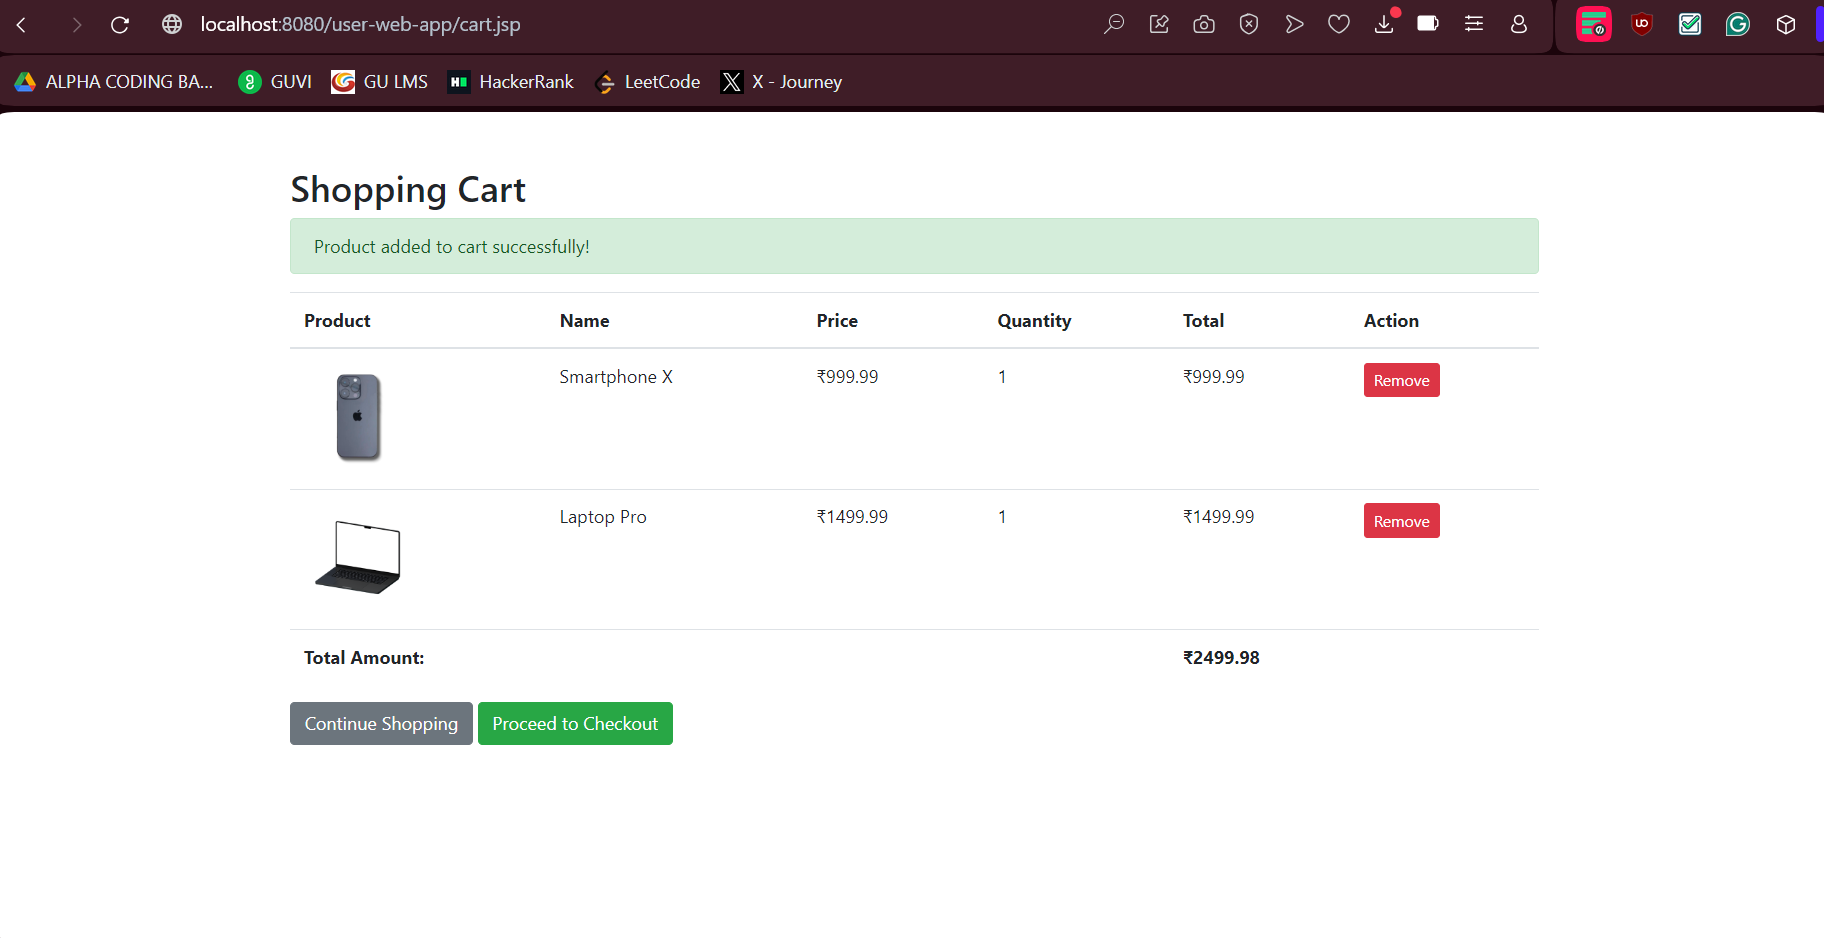 localhost:8080/user-web-app/cart.jsp
ALPHA CODING BA... GUVI GU LMS HackerRank LeetCode X - Journey
Shopping Cart
Product added to cart successfully!
Product Name Price Quantity Total Action
Smartphone X ₹999.99 1 ₹999.99 Remove
Laptop Pro ₹1499.99 1 ₹1499.99 Remove
Total Amount: ₹2499.98
Continue Shopping Proceed to Checkout